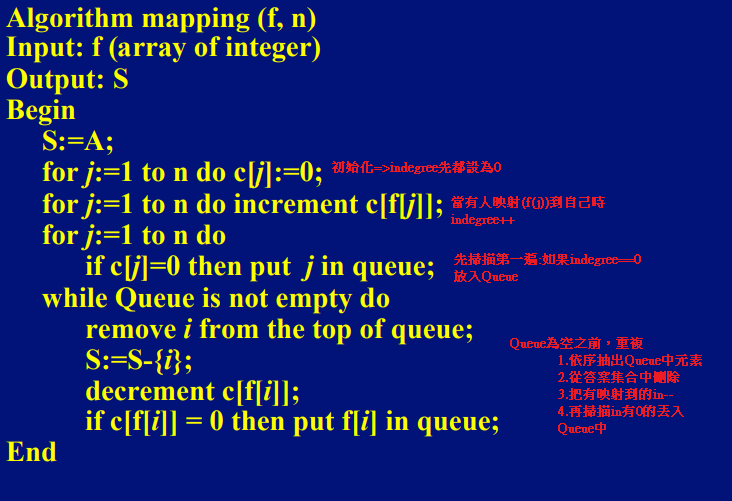 Algorithm mapping (f, n)
Input: f (array of integer)
Output: S
Begin
S:=A;
for j:=1 to n do c[j]:=0;
初始化=>indegree先都設為0
for j:=1 to n do increment c[f[j]];
當有人映射(f(j))到自己時
indegree++
for j:=1 to n do
if c[j]=0 then put j in queue;
先掃描第一遍:如果indegree==0
放入Queue
while Queue is not empty do
remove i from the top of queue;
S:=S-{i};
decrement c[f[i]];
if c[f[i]] = 0 then put f[i] in queue;
Queue為空之前，重複
1.依序抽出Queue中元素
2.從答案集合中刪除
3.把有映射到的in--
4.再掃描in有0的丟入
Queue中
End